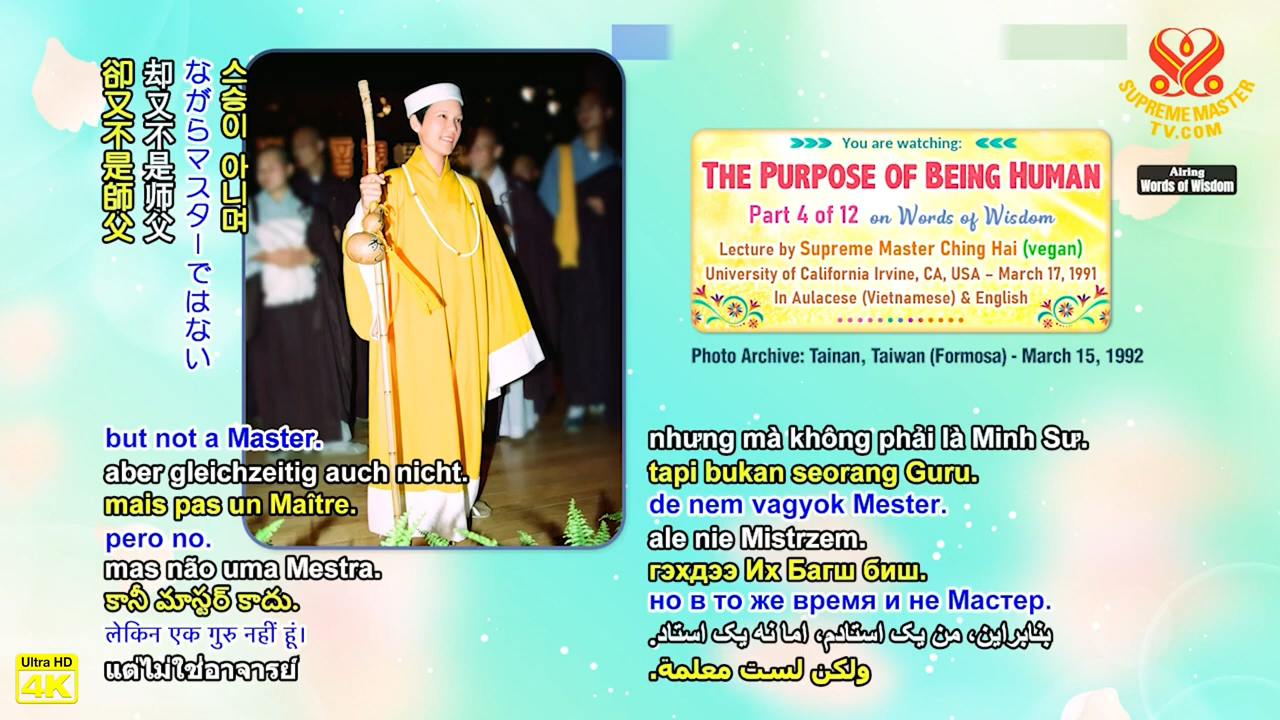 卻又不是師父
却又不是师父
ながらマスターではない
스승이 아니며
SUPREME MASTER
TV.COM
You are watching:
THE PURPOSE OF BEING HUMAN
Part 4 of 12 on Words of Wisdom
Lecture by Supreme Master Ching Hai (vegan)
University of California Irvine, CA, USA – March 17, 1991
In Aulacese (Vietnamese) & English
Airing
Words of Wisdom
Photo Archive: Tainan, Taiwan (Formosa) - March 15, 1992
but not a Master.
aber gleichzeitig auch nicht.
mais pas un Maître.
pero no.
mas não uma Mestra.
కానీ మాస్టర్ కాదు.
लेकिन एक गुरु नहीं हूं।
แต่ไม่ใช่อาจารย์
nhưng mà không phải là Minh Sư.
tapi bukan seorang Guru.
de nem vagyok Mester.
ale nie Mistrzem.
гэхдээ Их Багш биш.
но в то же время и не Мастер.
بنابراین، من یک استادم، اما نه یک استاد.
ولكن لست معلمة.
Ultra HD
4K